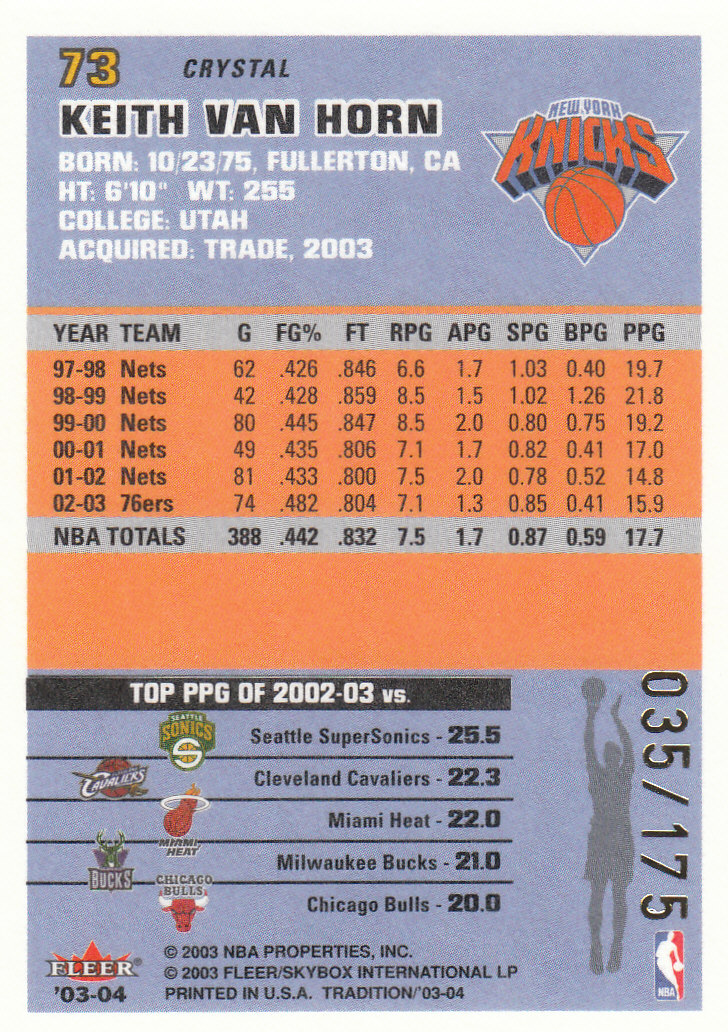 73 CRYSTAL
KEITH VAN HORN
BORN: 10/23/75, FULLERTON, CA
HT: 6'10" WT: 255
COLLEGE: UTAH
ACQUIRED: TRADE, 2003
NEW YORK
KNICKS
YEAR TEAM G FG% FT RPG APG SPG BPG PPG
97-98 Nets 62 .426 .846 6.6 1.7 1.03 0.40 19.7
98-99 Nets 42 .428 .859 8.5 1.5 1.02 1.26 21.8
99-00 Nets 80 .445 .847 8.5 2.0 0.80 0.75 19.2
00-01 Nets 49 .435 .806 7.1 1.7 0.82 0.41 17.0
01-02 Nets 81 .433 .800 7.5 2.0 0.78 0.52 14.8
02-03 76ers 74 .482 .804 7.1 1.3 0.85 0.41 15.9
NBA TOTALS 388 .442 .832 7.5 1.7 0.87 0.59 17.7
TOP PPG OF 2002-03 vs.
SEATTLE
SONICS
Seattle SuperSonics - 25.5
CAVALIERS
Cleveland Cavaliers - 22.3
MIAMI
HEAT
Miami Heat - 22.0
BUCKS
Milwaukee Bucks - 21.0
CHICAGO
BULLS
Chicago Bulls - 20.0
035/175
FLEER
'03-04
© 2003 NBA PROPERTIES, INC.
© 2003 FLEER/SKYBOX INTERNATIONAL LP
PRINTED IN U.S.A. TRADITION/'03-04
NBA